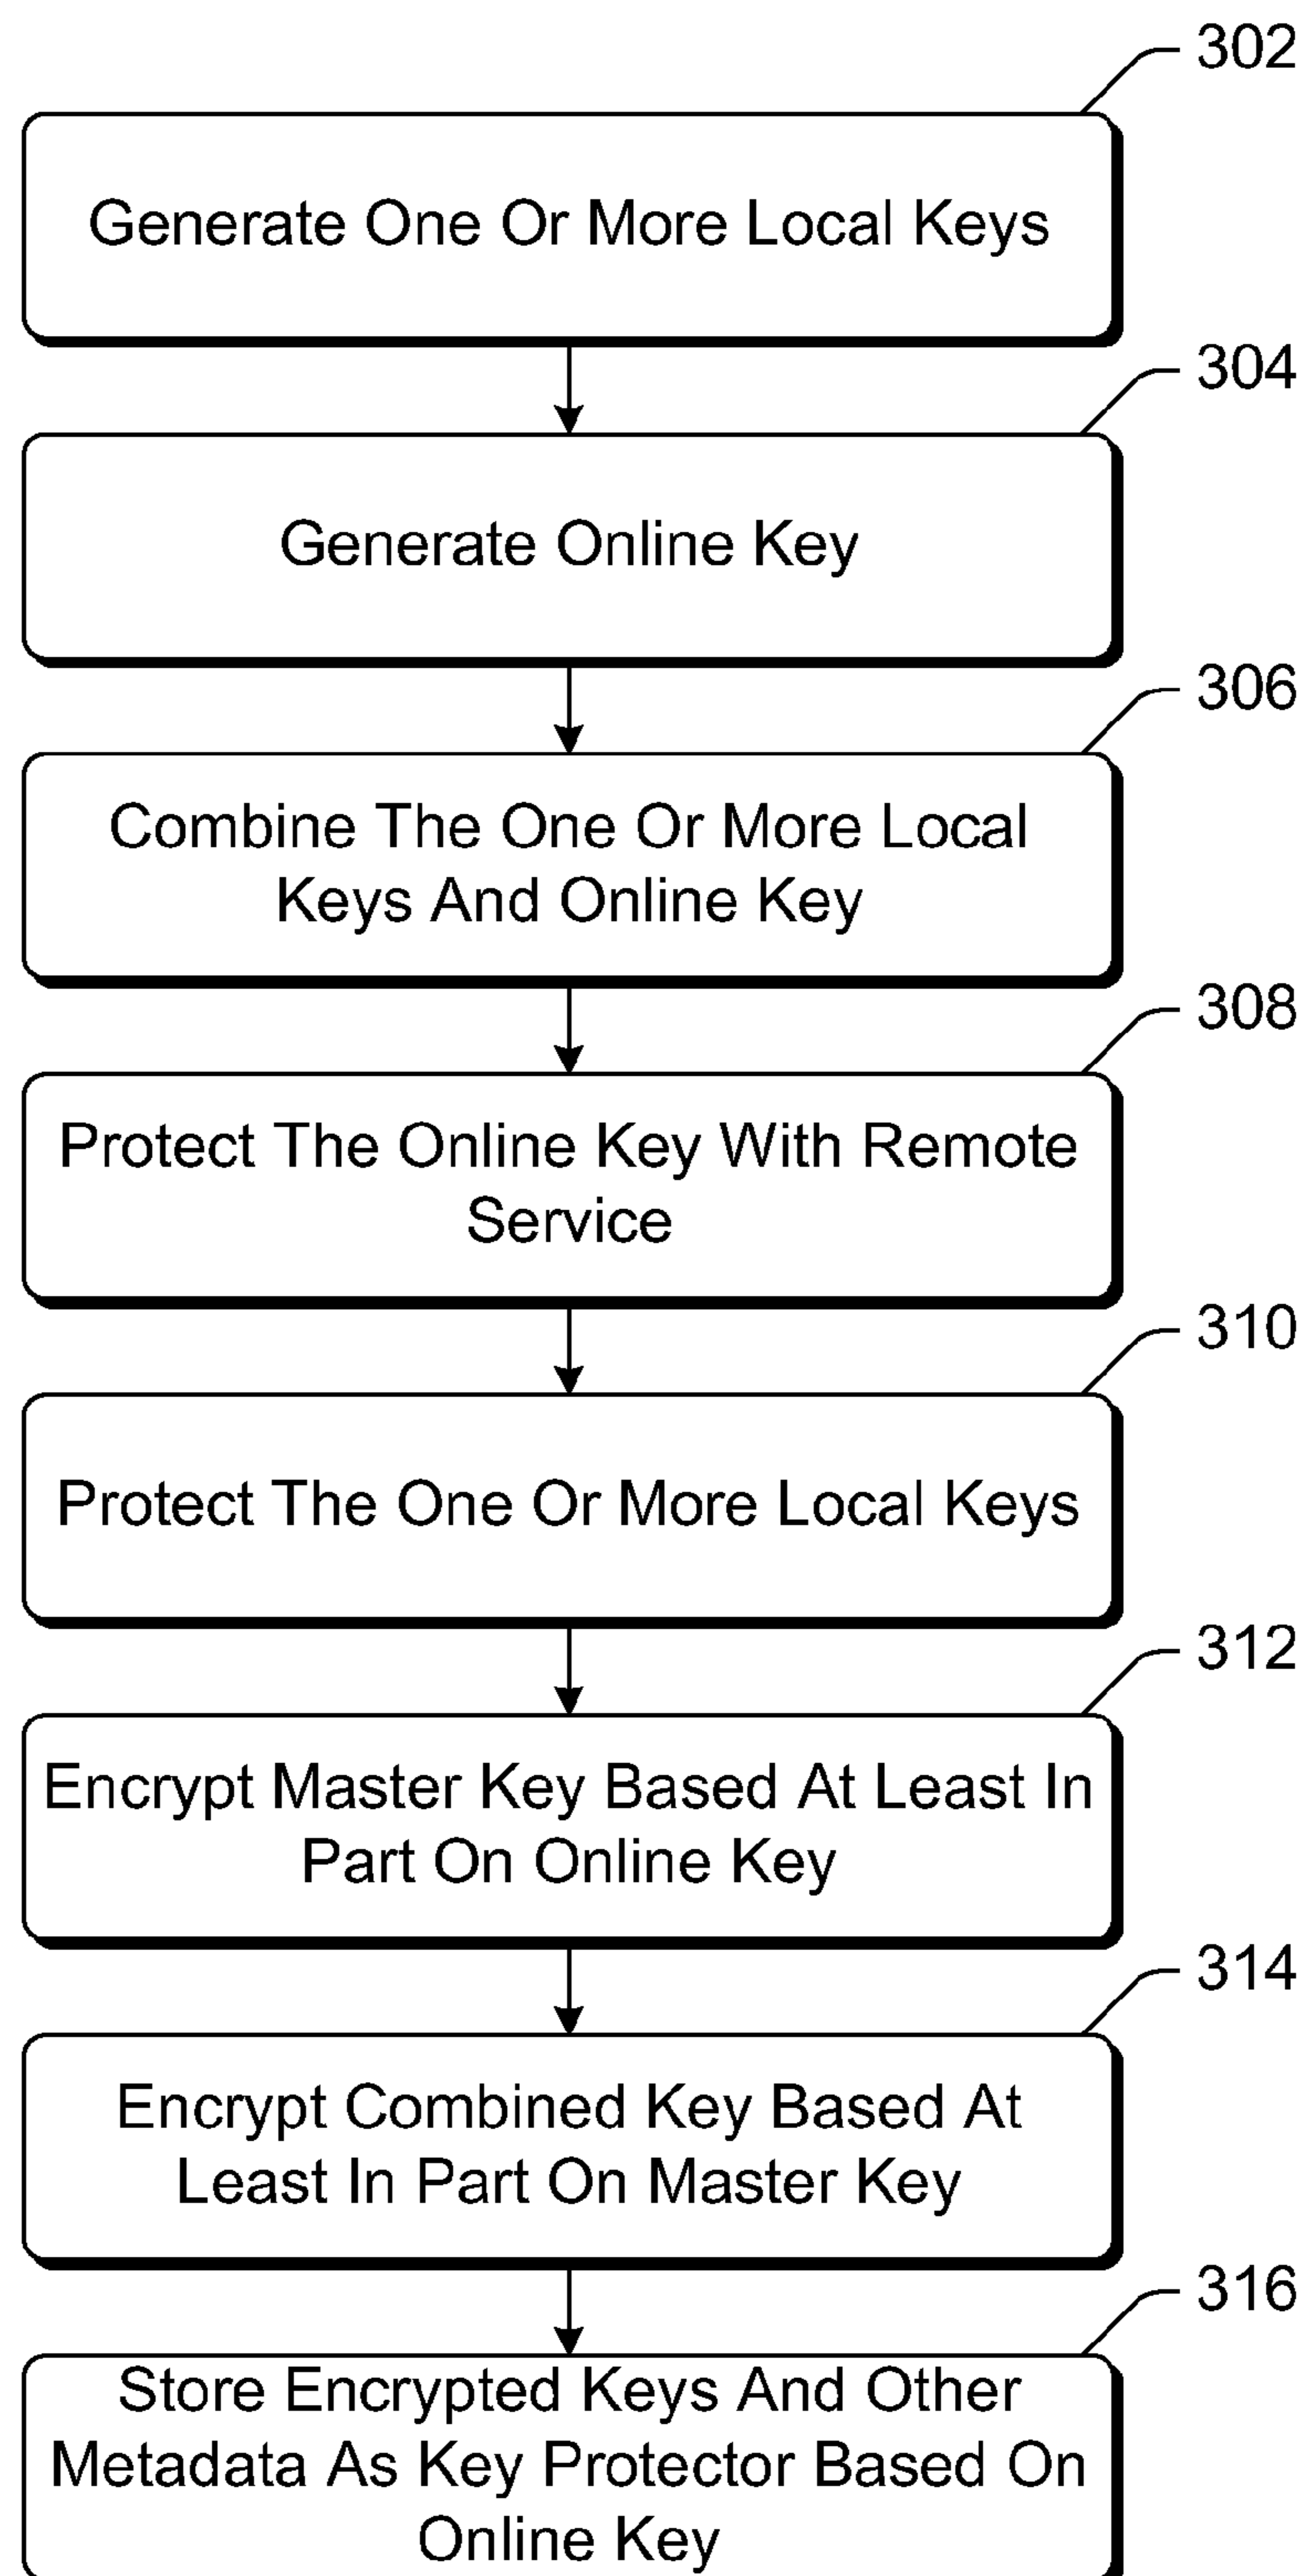 302
Generate One Or More Local Keys
304
Generate Online Key
306
Combine The One Or More Local
Keys And Online Key
308
Protect The Online Key With Remote
Service
310
Protect The One Or More Local Keys
312
Encrypt Master Key Based At Least In
Part On Online Key
314
Encrypt Combined Key Based At
Least In Part On Master Key
316
Store Encrypted Keys And Other
Metadata As Key Protector Based On
Online Key